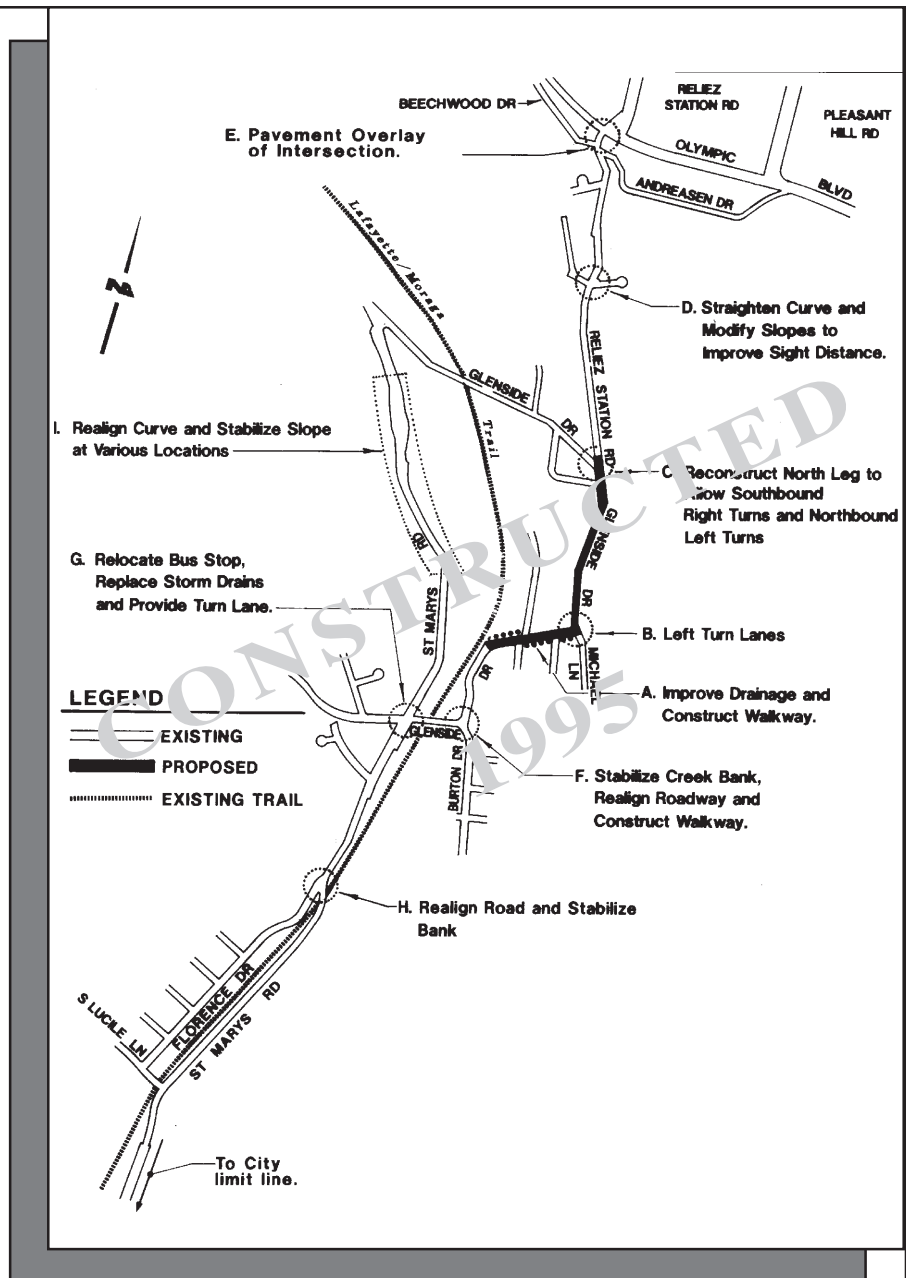 BEECHWOOD DR
RELIEZ
STATION RD
PLEASANT
HILL RD
E. Pavement Overlay
of Intersection.
OLYMPIC
BLVD
ANDREASEN DR
Lafayette/Moraga
Trail
N
D. Straighten Curve and
Modify Slopes to
Improve Sight Distance.
RELIEZ STATION RD
GLENSIDE
DR
I. Realign Curve and Stabilize Slope
at Various Locations
C. Reconstruct North Leg to
Allow Southbound
Right Turns and Northbound
Left Turns
GLENSIDE DR
RD
ST MARYS
G. Relocate Bus Stop,
Replace Storm Drains
and Provide Turn Lane.
B. Left Turn Lanes
MICHAEL
LN
DR
A. Improve Drainage and
Construct Walkway.
GLENSIDE
BURTON DR
F. Stabilize Creek Bank,
Realign Roadway and
Construct Walkway.
CONSTRUCTED
1995
LEGEND
EXISTING
PROPOSED
EXISTING TRAIL
H. Realign Road and Stabilize
Bank
FLORENCE DR
ST MARYS RD
S LUCILE LN
To City
limit line.